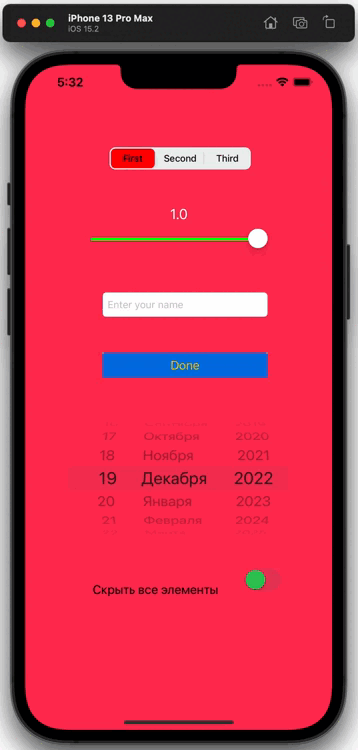 iPhone 13 Pro Max
iOS 15.2
5:32
First Second Third
1.0
Enter your name
Done
17 Октября 2020
18 Ноября 2021
19 Декабря 2022
20 Января 2023
21 Февраля 2024
Скрыть все элементы